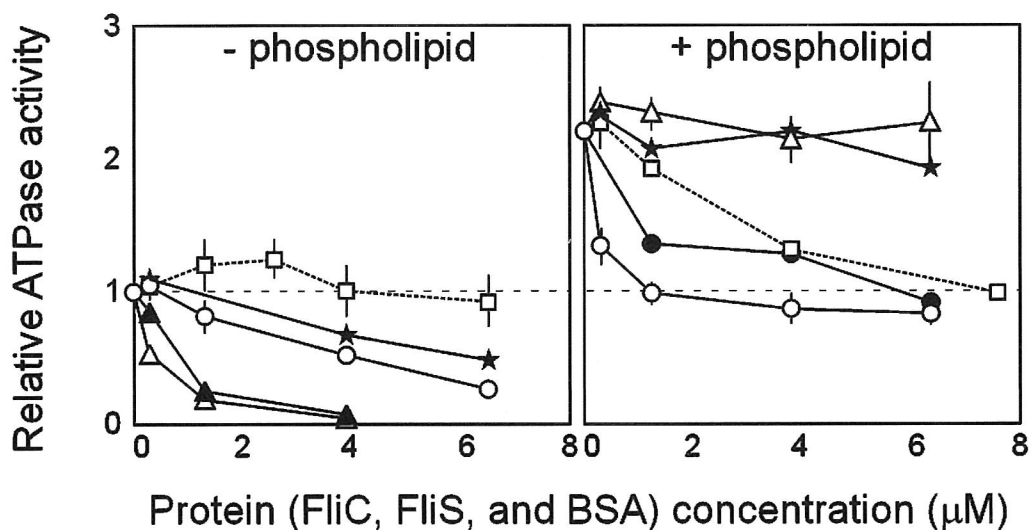 Relative ATPase activity
3
2
1
0
- phospholipid
+ phospholipid
0 2 4 6 8
0 2 4 6 8
Protein (FliC, FliS, and BSA) concentration (μM)